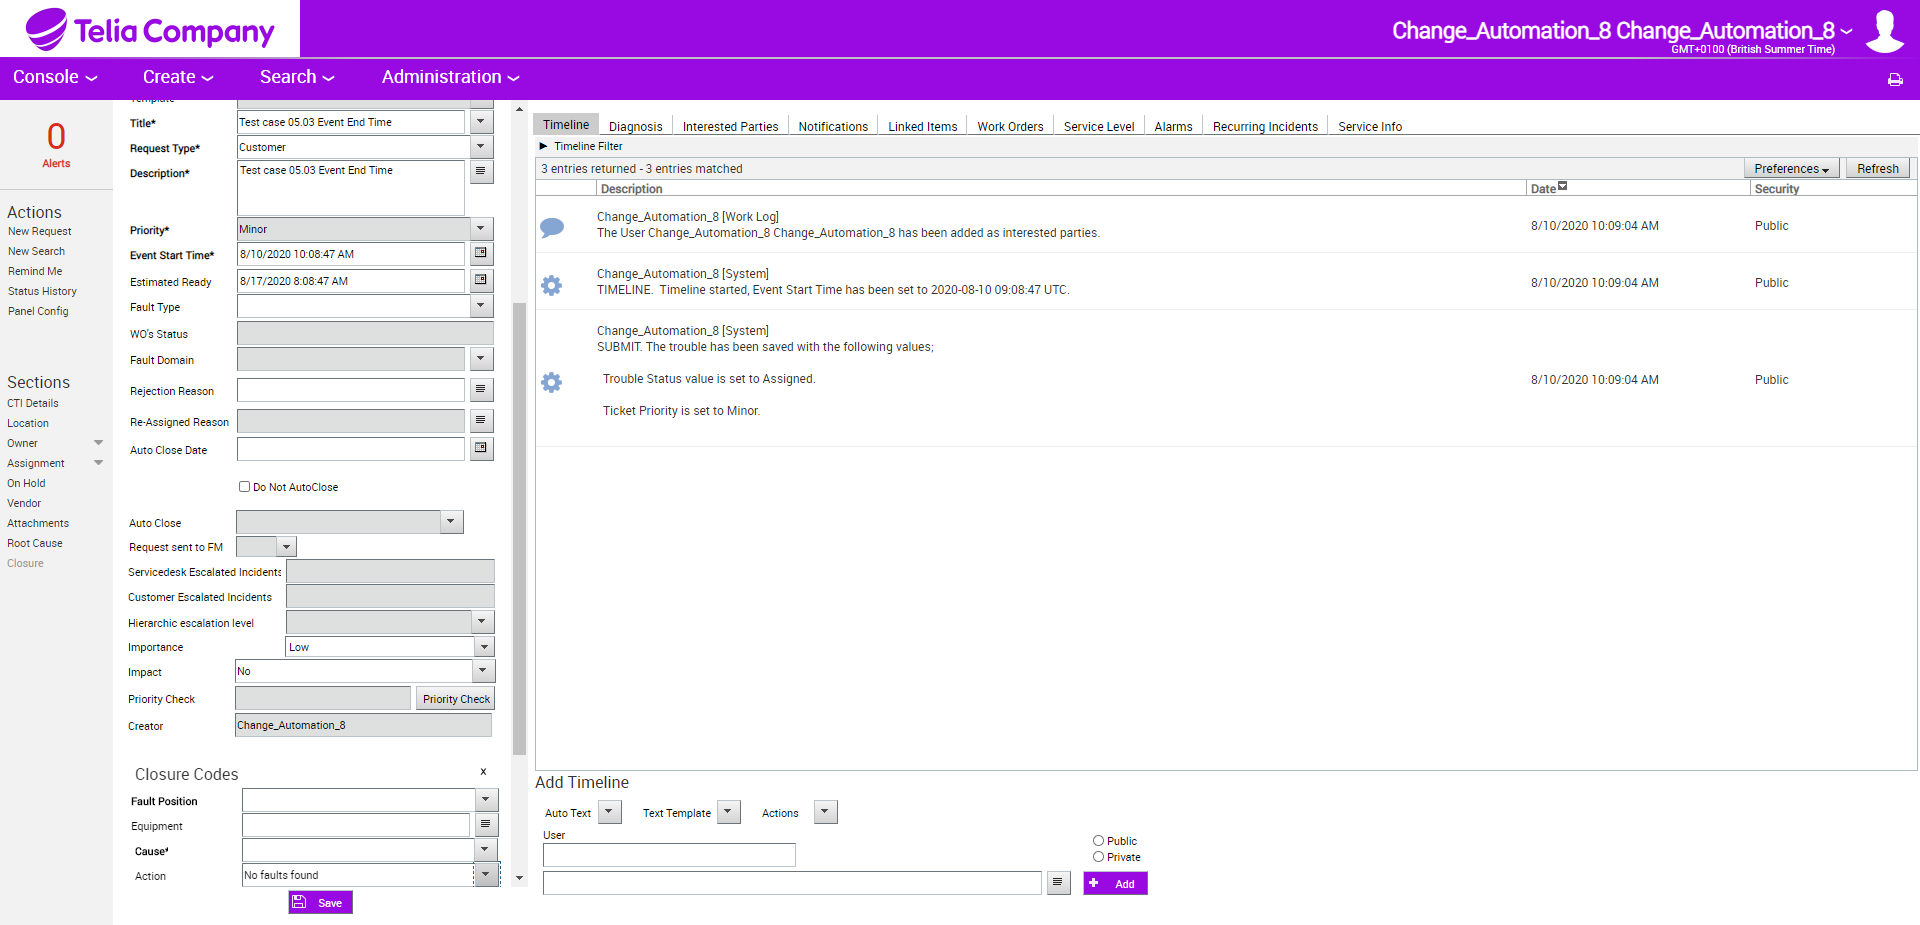 Telia Company
Change_Automation_8 Change_Automation_8
GMT+0100 (British Summer Time)
Console
Create
Search
Administration
0
Alerts
Actions
New Request
New Search
Remind Me
Status History
Panel Config
Sections
CTI Details
Location
Owner
Assignment
On Hold
Vendor
Attachments
Root Cause
Closure
Template
Title* Test case 05.03 Event End Time
Request Type* Customer
Description* Test case 05.03 Event End Time
Priority* Minor
Event Start Time* 8/10/2020 10:08:47 AM
Estimated Ready 8/17/2020 8:08:47 AM
Fault Type
WO's Status
Fault Domain
Rejection Reason
Re-Assigned Reason
Auto Close Date
Do Not AutoClose
Auto Close
Request sent to FM
Servicedesk Escalated Incidents
Customer Escalated Incidents
Hierarchic escalation level
Importance Low
Impact No
Priority Check Priority Check
Creator Change_Automation_8
Closure Codes x
Fault Position
Equipment
Cause*
Action No faults found
Save
Timeline Diagnosis Interested Parties Notifications Linked Items Work Orders Service Level Alarms Recurring Incidents Service Info
Timeline Filter
3 entries returned - 3 entries matched Preferences Refresh
Description Date Security
Change_Automation_8 [Work Log]
The User Change_Automation_8 Change_Automation_8 has been added as interested parties. 8/10/2020 10:09:04 AM Public
Change_Automation_8 [System]
TIMELINE. Timeline started, Event Start Time has been set to 2020-08-10 09:08:47 UTC. 8/10/2020 10:09:04 AM Public
Change_Automation_8 [System]
SUBMIT. The trouble has been saved with the following values;
Trouble Status value is set to Assigned. 8/10/2020 10:09:04 AM Public
Ticket Priority is set to Minor.
Add Timeline
Auto Text Text Template Actions
User
Public
Private
Add